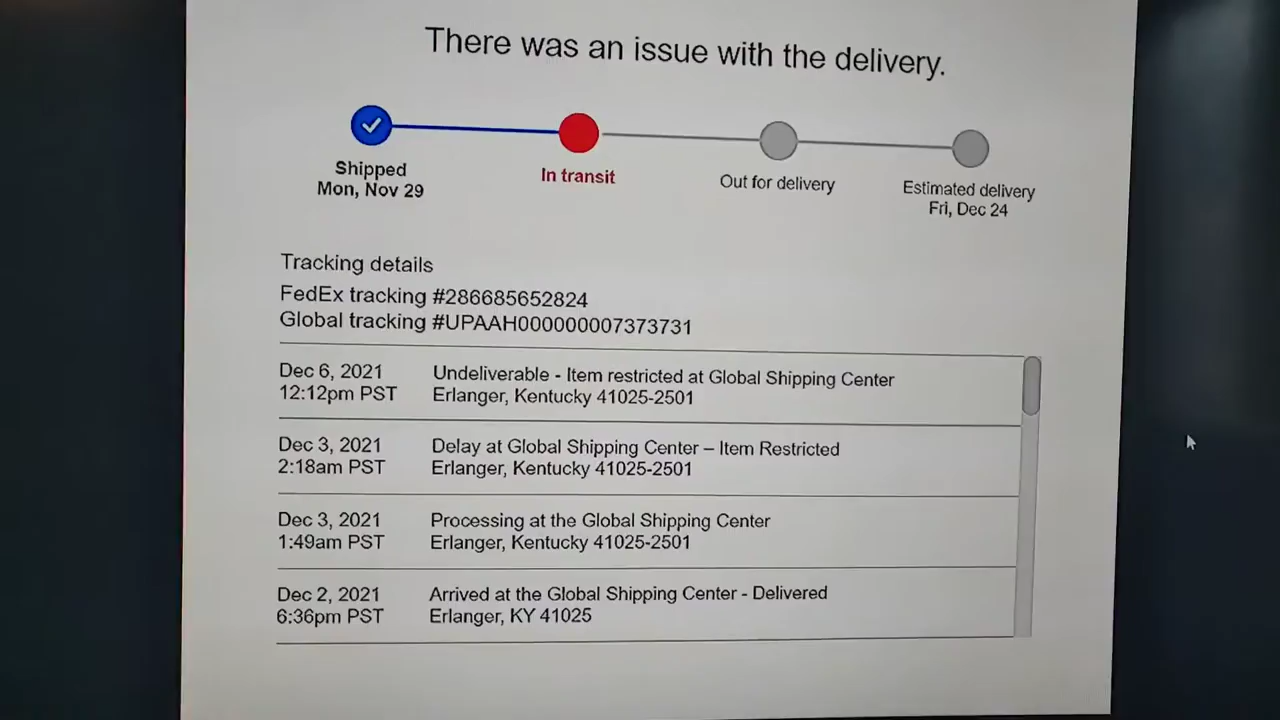 There was an issue with the delivery.
Shipped
Mon, Nov 29
In transit
Out for delivery
Estimated delivery
Fri, Dec 24
Tracking details
FedEx tracking #286685652824
Global tracking #UPAAH000000007373731
Dec 6, 2021
12:12pm PST
Undeliverable - Item restricted at Global Shipping Center
Erlanger, Kentucky 41025-2501
Dec 3, 2021
2:18am PST
Delay at Global Shipping Center – Item Restricted
Erlanger, Kentucky 41025-2501
Dec 3, 2021
1:49am PST
Processing at the Global Shipping Center
Erlanger, Kentucky 41025-2501
Dec 2, 2021
6:36pm PST
Arrived at the Global Shipping Center - Delivered
Erlanger, KY 41025